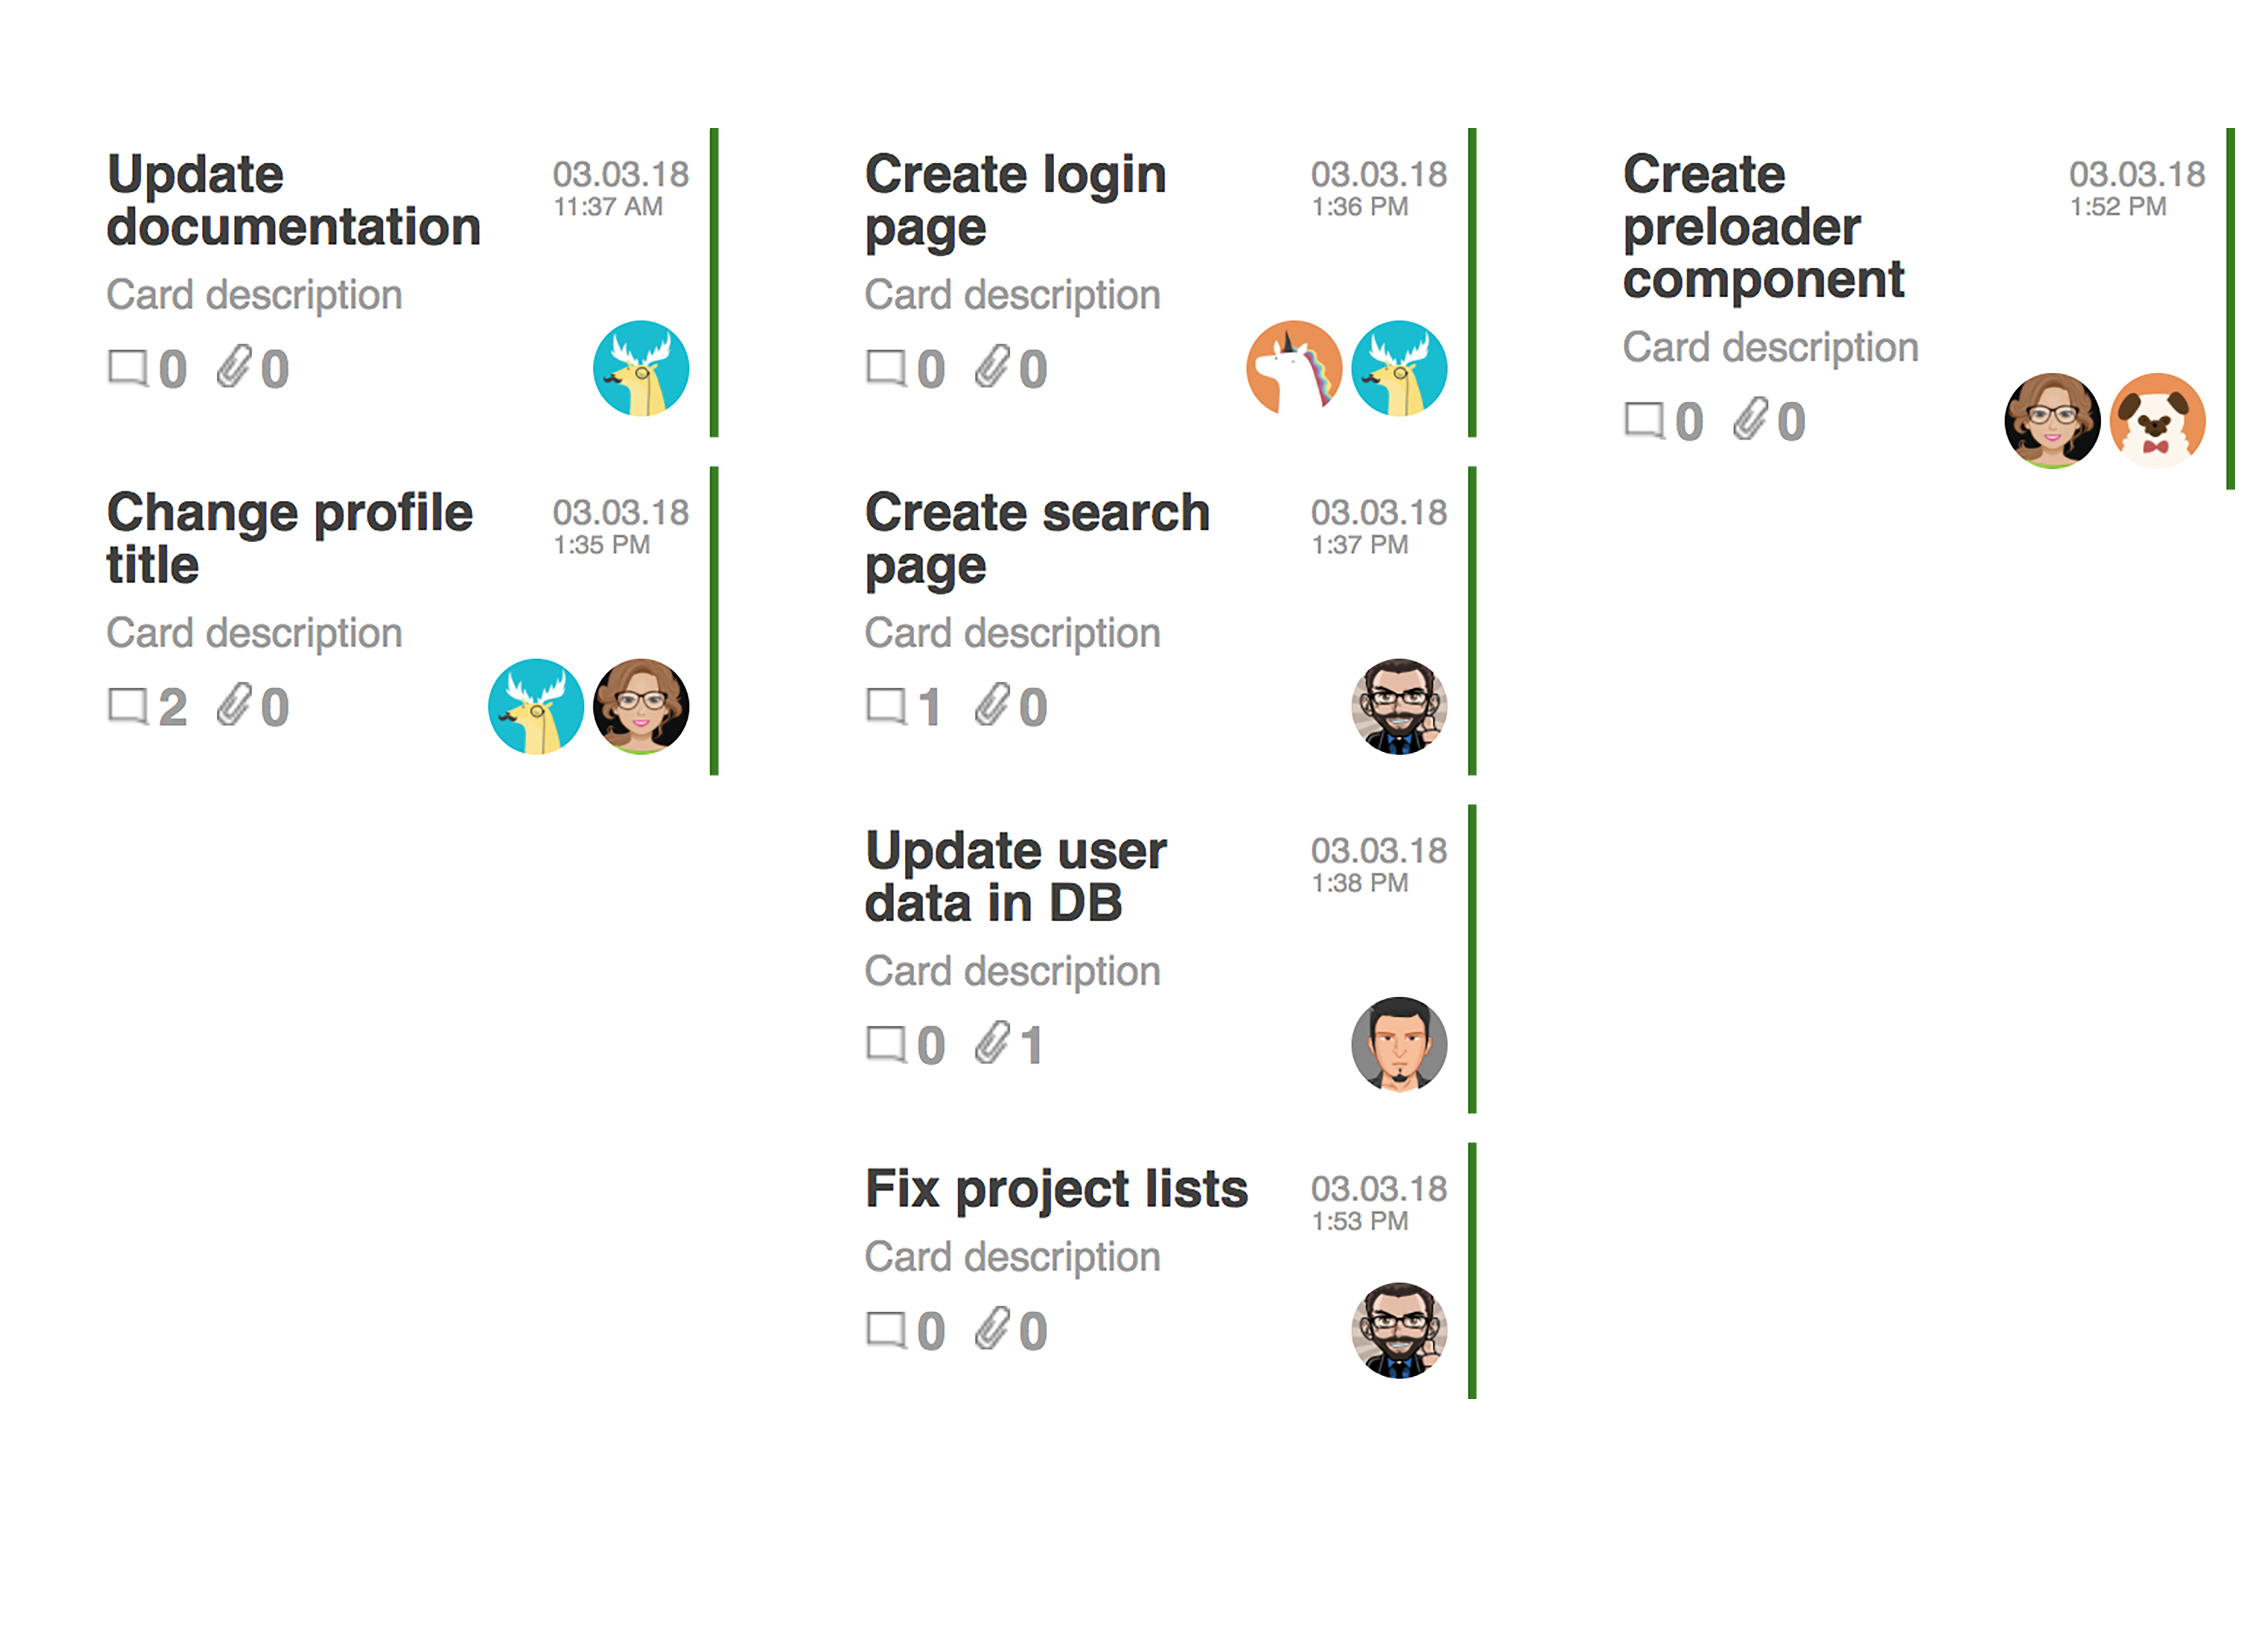 Update
documentation
03.03.18
11:37 AM
Card description
0 0
Change profile
title
03.03.18
1:35 PM
Card description
2 0
Create login
page
03.03.18
1:36 PM
Card description
0 0
Create search
page
03.03.18
1:37 PM
Card description
1 0
Update user
data in DB
03.03.18
1:38 PM
Card description
0 1
Fix project lists
03.03.18
1:53 PM
Card description
0 0
Create
preloader
component
03.03.18
1:52 PM
Card description
0 0